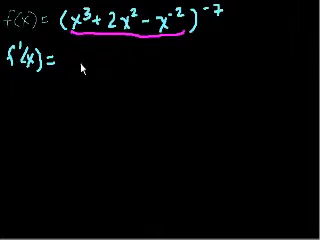 f(x) = (x³ + 2x² - x⁻²)⁻⁷
f'(x) =